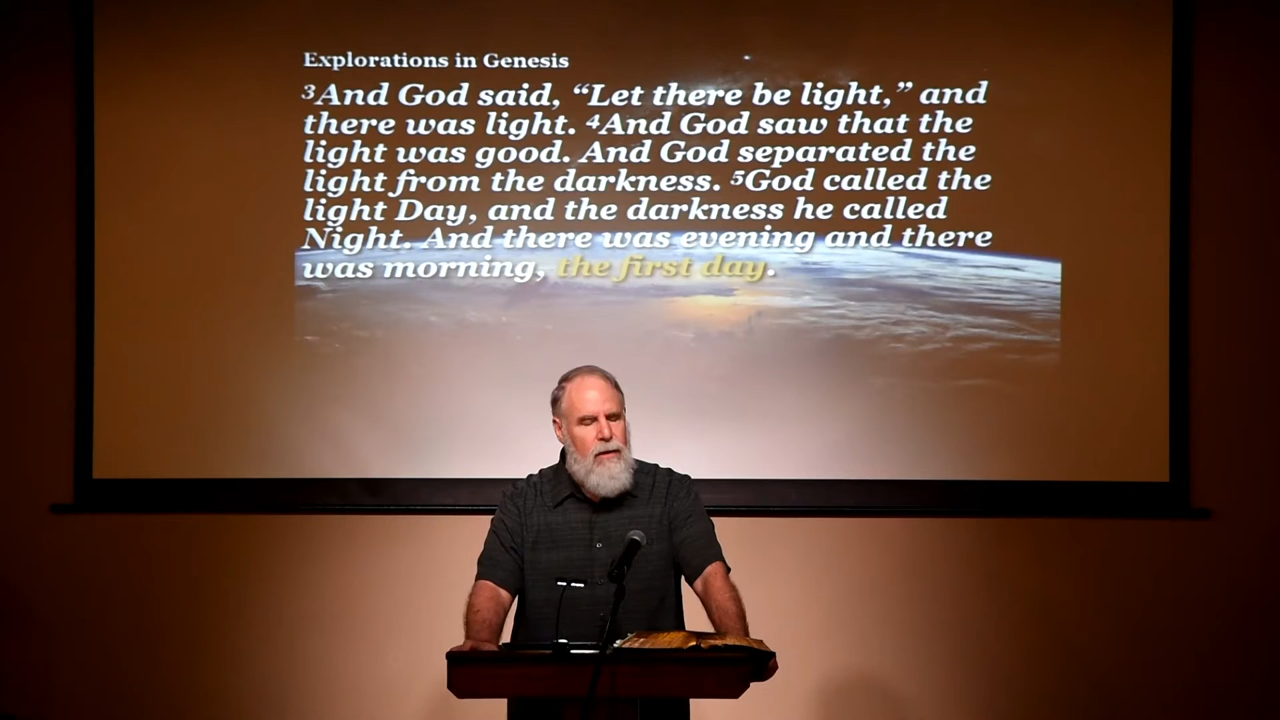 Explorations in Genesis
³And God said, “Let there be light,” and
there was light. ⁴And God saw that the
light was good. And God separated the
light from the darkness. ⁵God called the
light Day, and the darkness he called
Night. And there was evening and there
was morning, the first day.